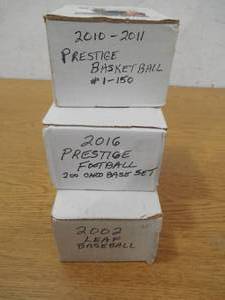 2010-2011
PRESTIGE
BASKETBALL
#1-150
2016
PRESTIGE
FOOTBALL
200 CARD BASE SET
2002
LEAF
BASEBALL